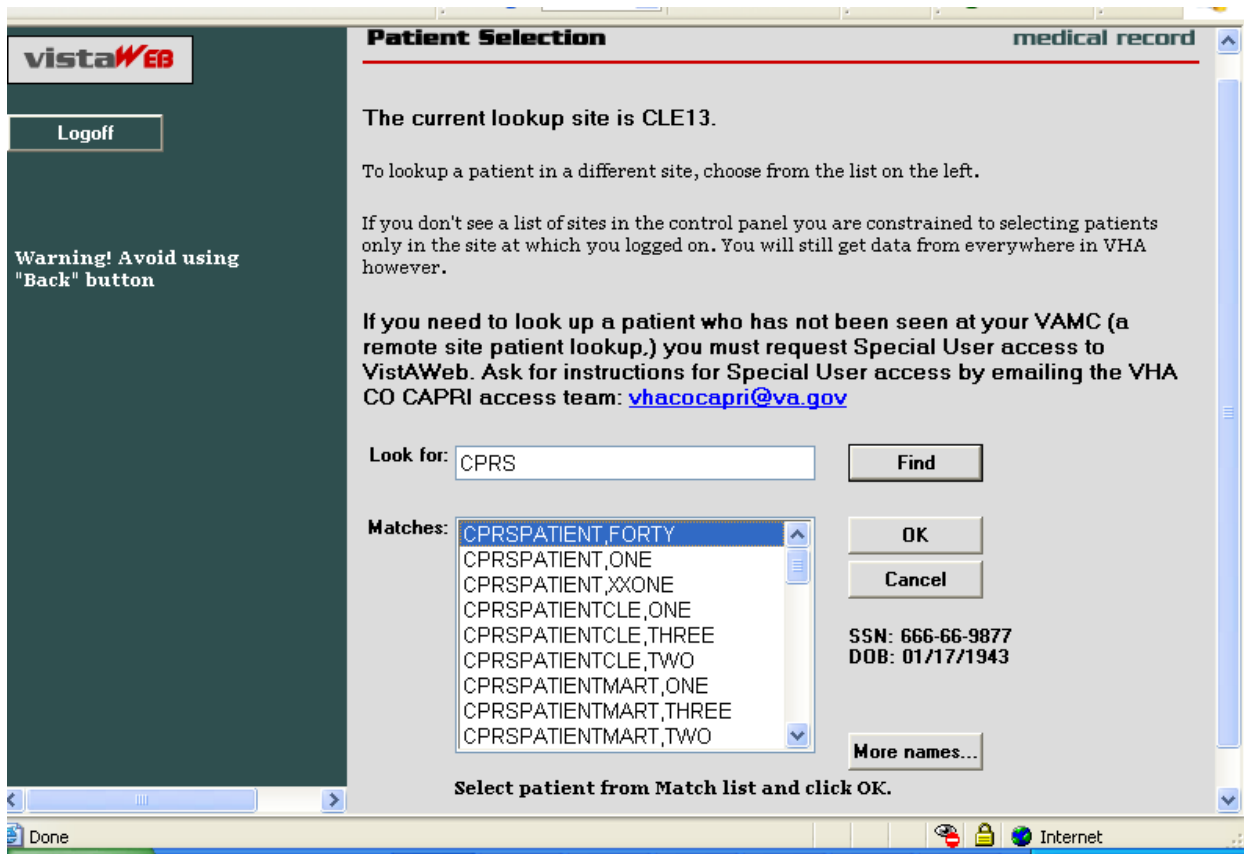 vistaWEB
Logoff
Warning! Avoid using
"Back" button
Patient Selection
medical record
The current lookup site is CLE13.
To lookup a patient in a different site, choose from the list on the left.
If you don't see a list of sites in the control panel you are constrained to selecting patients
only in the site at which you logged on. You will still get data from everywhere in VHA
however.
If you need to look up a patient who has not been seen at your VAMC (a
remote site patient lookup,) you must request Special User access to
VistAWeb. Ask for instructions for Special User access by emailing the VHA
CO CAPRI access team: vhacocapri@va.gov
Look for:
CPRS
Find
Matches:
CPRSPATIENT,FORTY
CPRSPATIENT,ONE
CPRSPATIENT,XXONE
CPRSPATIENTCLE,ONE
CPRSPATIENTCLE,THREE
CPRSPATIENTCLE,TWO
CPRSPATIENTMART,ONE
CPRSPATIENTMART,THREE
CPRSPATIENTMART,TWO
OK
Cancel
SSN: 666-66-9877
DOB: 01/17/1943
More names...
Select patient from Match list and click OK.
Done
Internet